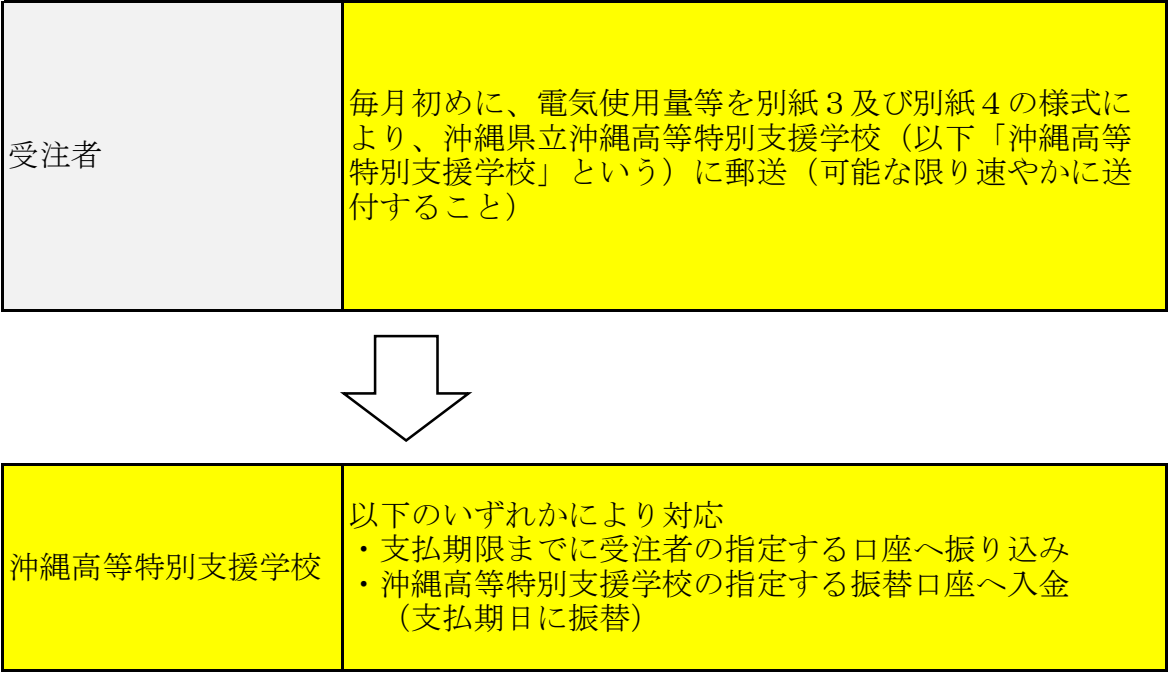 受注者
毎月初めに、電気使用量等を別紙３及び別紙４の様式に
より、沖縄県立沖縄高等特別支援学校（以下「沖縄高等
特別支援学校」という）に郵送（可能な限り速やかに送
付すること）
沖縄高等特別支援学校
以下のいずれかにより対応
・支払期限までに受注者の指定する口座へ振り込み
・沖縄高等特別支援学校の指定する振替口座へ入金
（支払期日に振替）